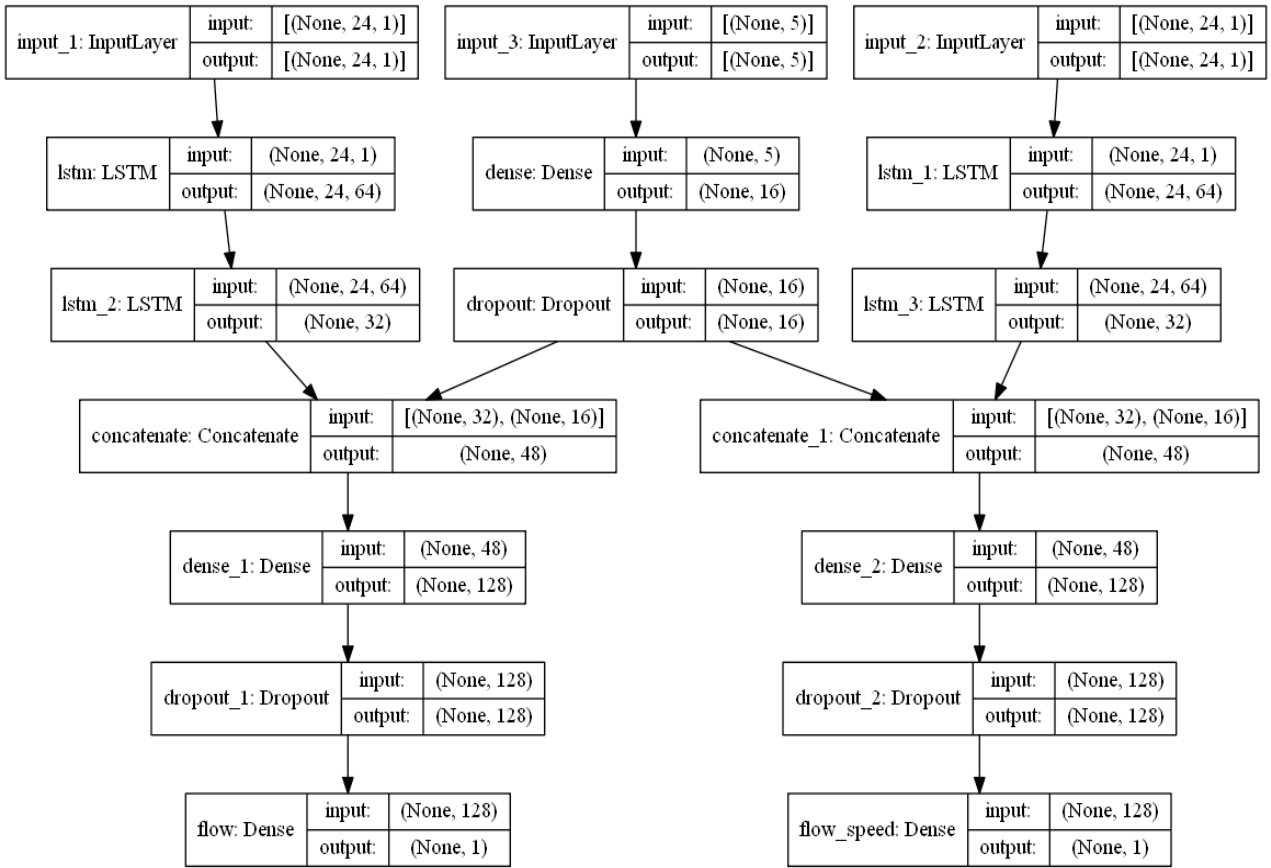 input_1: InputLayer
input: [(None, 24, 1)]
output: [(None, 24, 1)]
input_3: InputLayer
input: [(None, 5)]
output: [(None, 5)]
input_2: InputLayer
input: [(None, 24, 1)]
output: [(None, 24, 1)]
lstm: LSTM
input: (None, 24, 1)
output: (None, 24, 64)
dense: Dense
input: (None, 5)
output: (None, 16)
lstm_1: LSTM
input: (None, 24, 1)
output: (None, 24, 64)
lstm_2: LSTM
input: (None, 24, 64)
output: (None, 32)
dropout: Dropout
input: (None, 16)
output: (None, 16)
lstm_3: LSTM
input: (None, 24, 64)
output: (None, 32)
concatenate: Concatenate
input: [(None, 32), (None, 16)]
output: (None, 48)
concatenate_1: Concatenate
input: [(None, 32), (None, 16)]
output: (None, 48)
dense_1: Dense
input: (None, 48)
output: (None, 128)
dense_2: Dense
input: (None, 48)
output: (None, 128)
dropout_1: Dropout
input: (None, 128)
output: (None, 128)
dropout_2: Dropout
input: (None, 128)
output: (None, 128)
flow: Dense
input: (None, 128)
output: (None, 1)
flow_speed: Dense
input: (None, 128)
output: (None, 1)